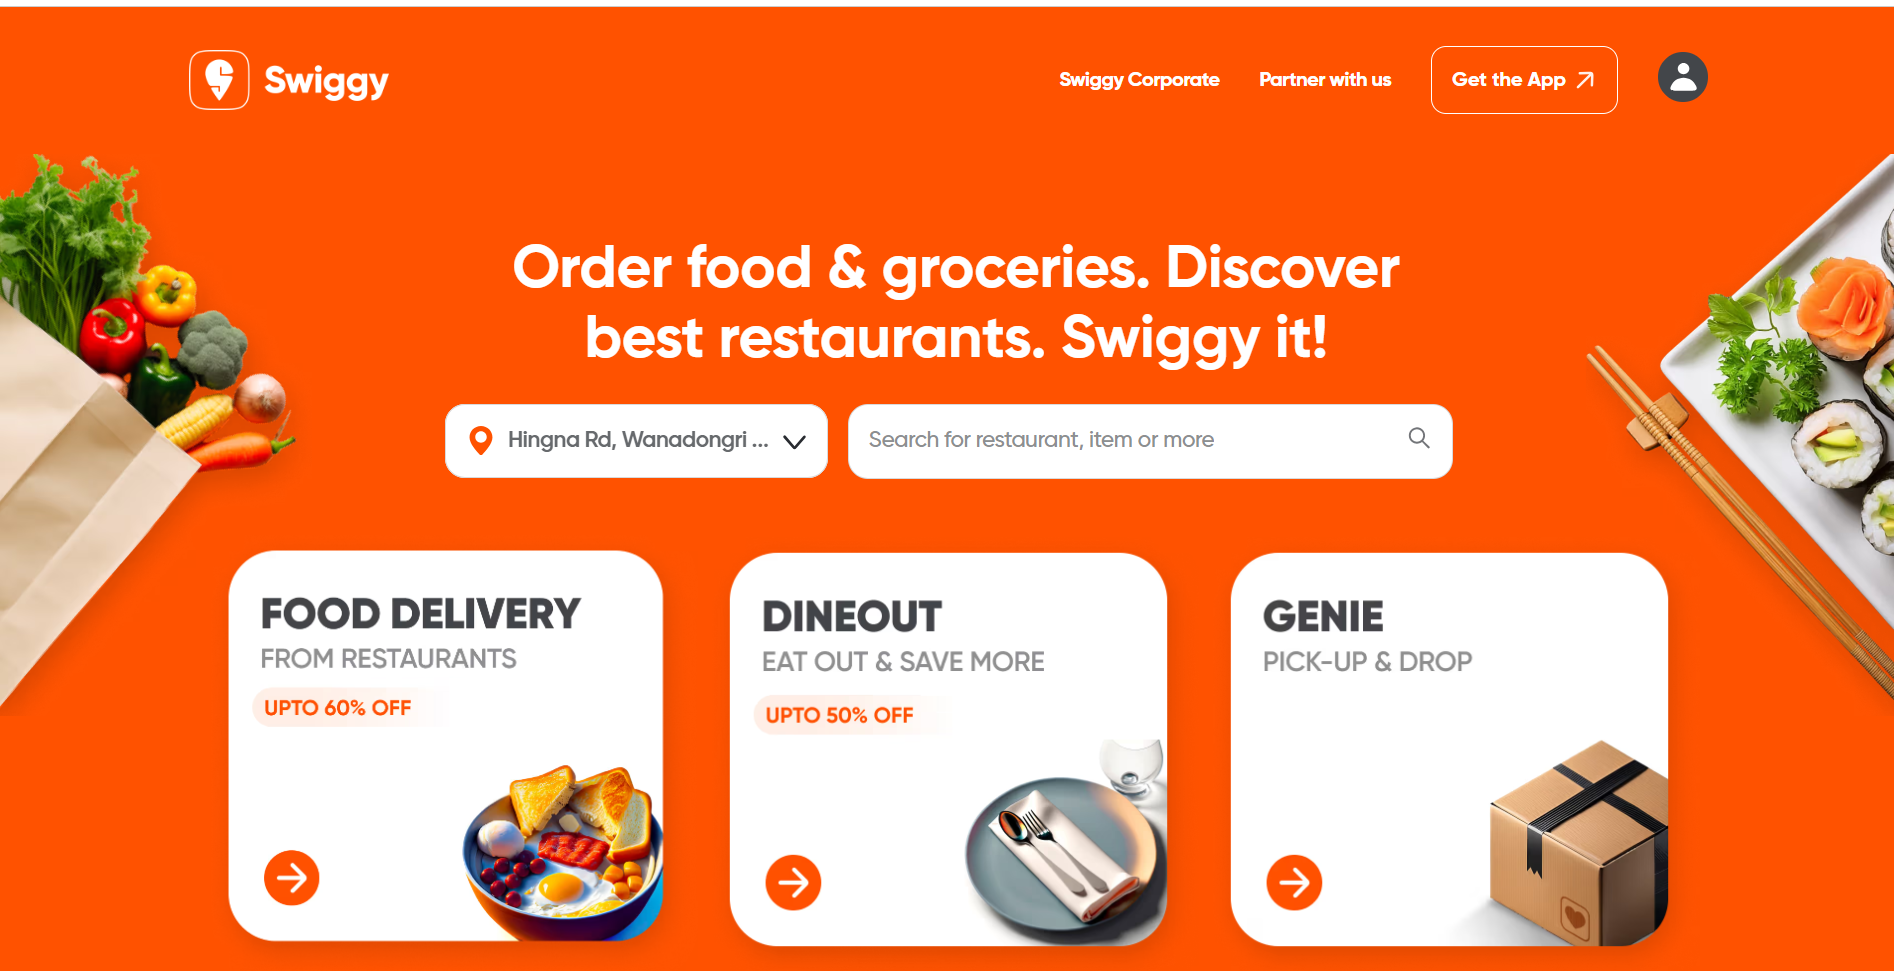 Swiggy
Swiggy Corporate
Partner with us
Get the App
Order food & groceries. Discover
best restaurants. Swiggy it!
Hingna Rd, Wanadongri ...
Search for restaurant, item or more
FOOD DELIVERY
FROM RESTAURANTS
UPTO 60% OFF
DINEOUT
EAT OUT & SAVE MORE
UPTO 50% OFF
GENIE
PICK-UP & DROP